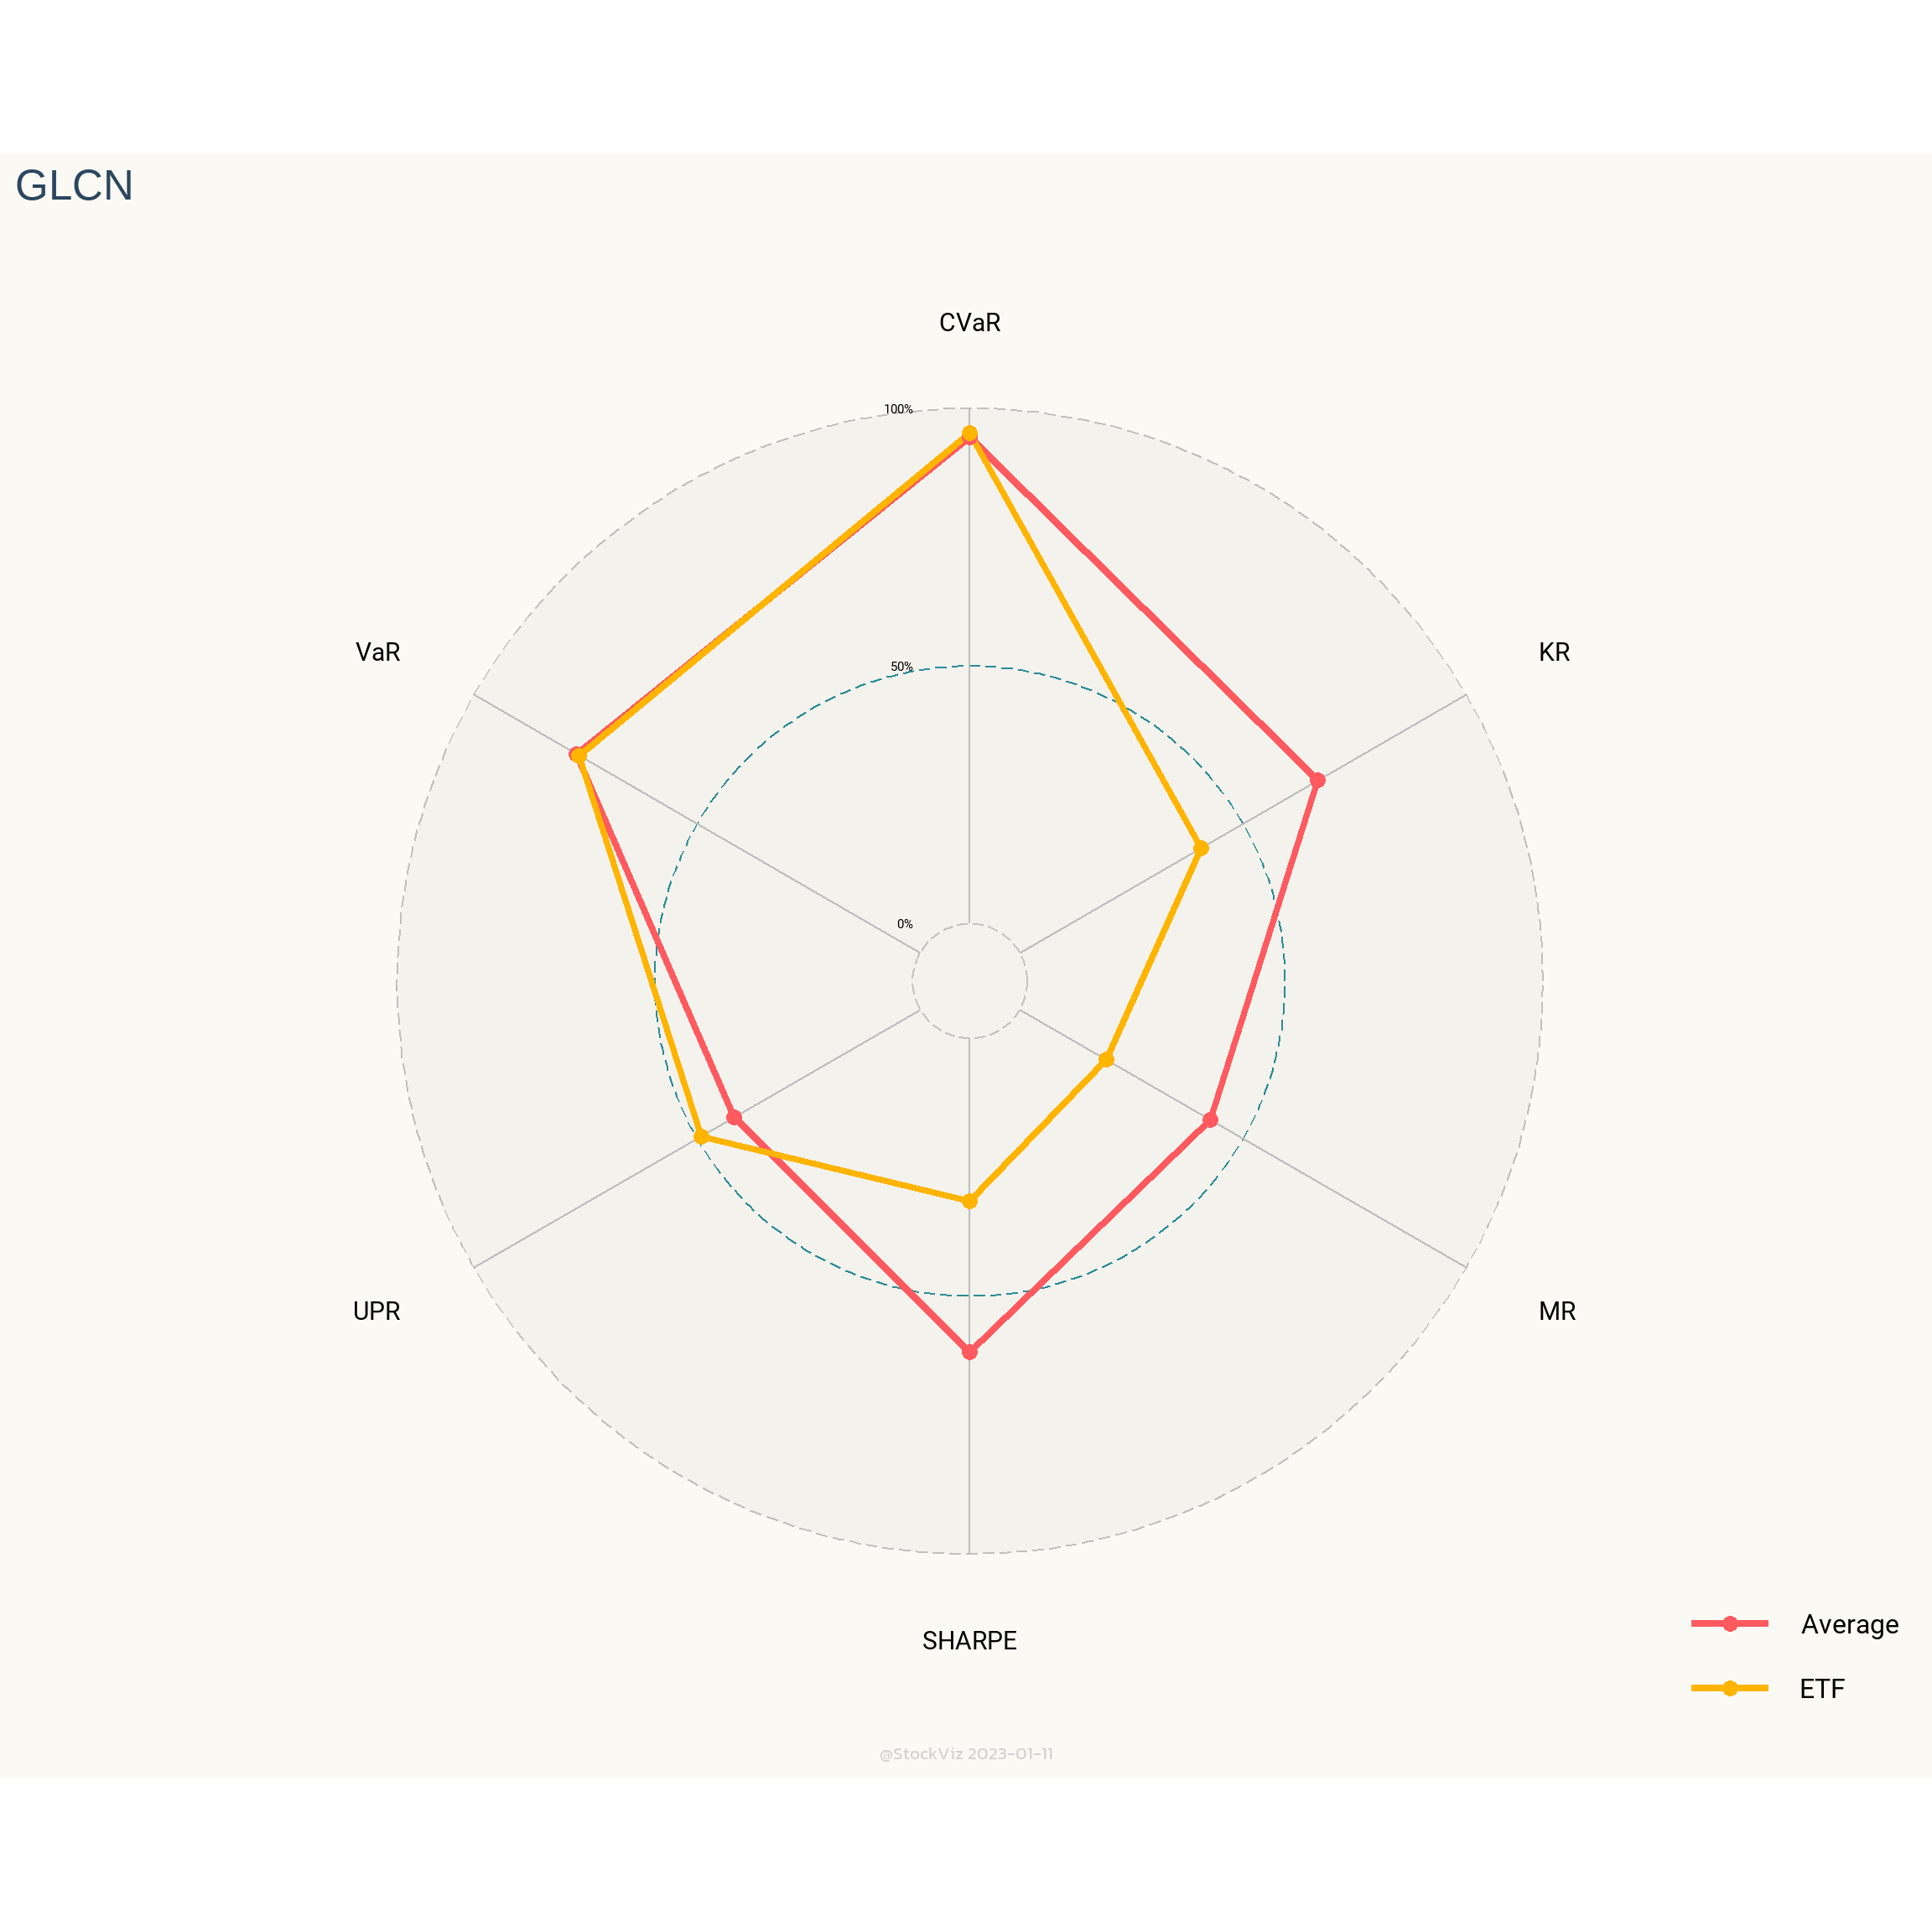 GLCN
CVaR
100%
VaR
KR
50%
0%
UPR
MR
SHARPE
Average
ETF
@StockViz 2023-01-11